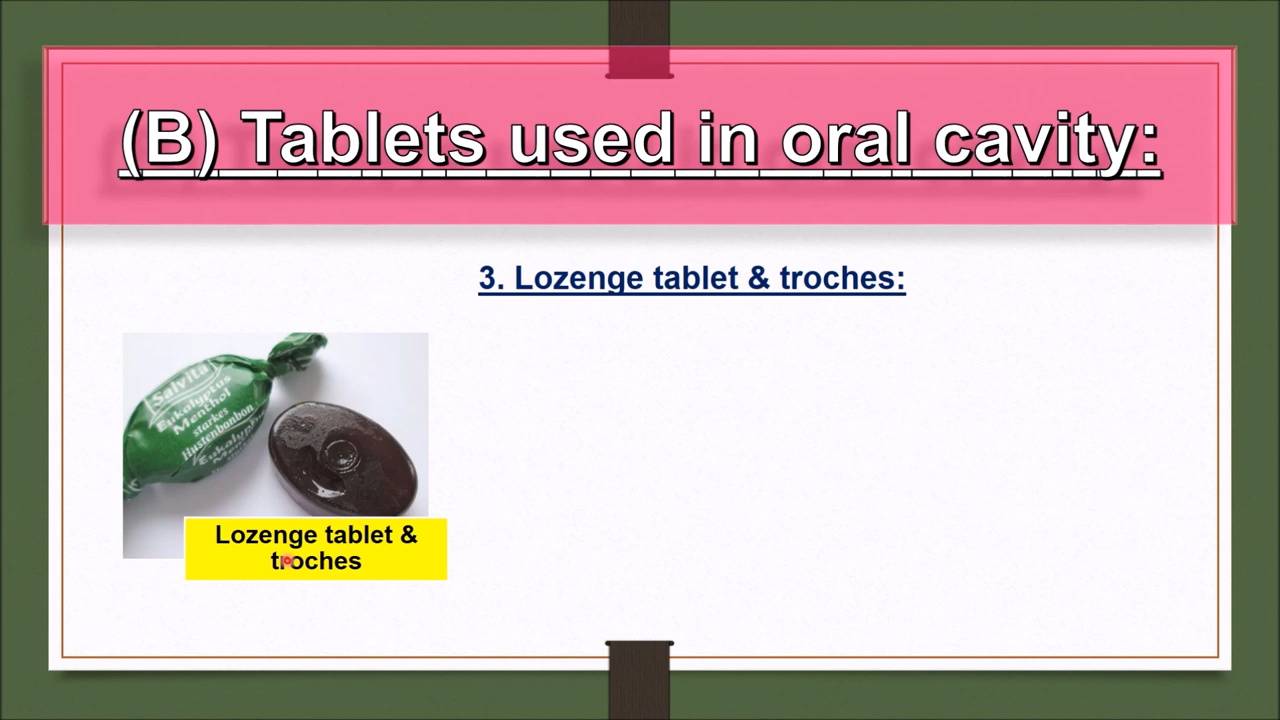 (B) Tablets used in oral cavity:
3. Lozenge tablet & troches:
Salvita
Eukalyptus
Menthol
starkes
Hustenbonbon
Lozenge tablet &
troches